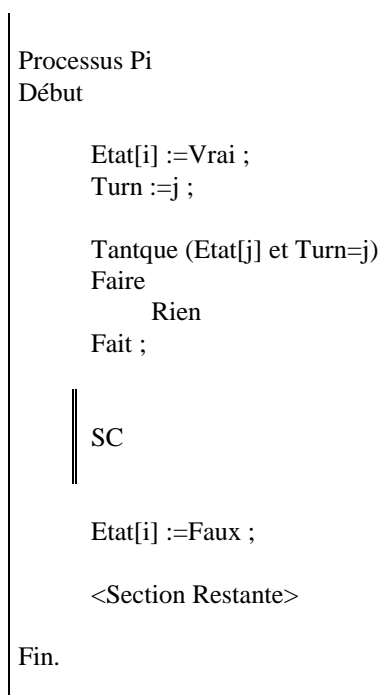 Processus Pi
Début
Etat[i] :=Vrai ;
Turn :=j ;
Tantque (Etat[j] et Turn=j)
Faire
Rien
Fait ;
SC
Etat[i] :=Faux ;
<Section Restante>
Fin.